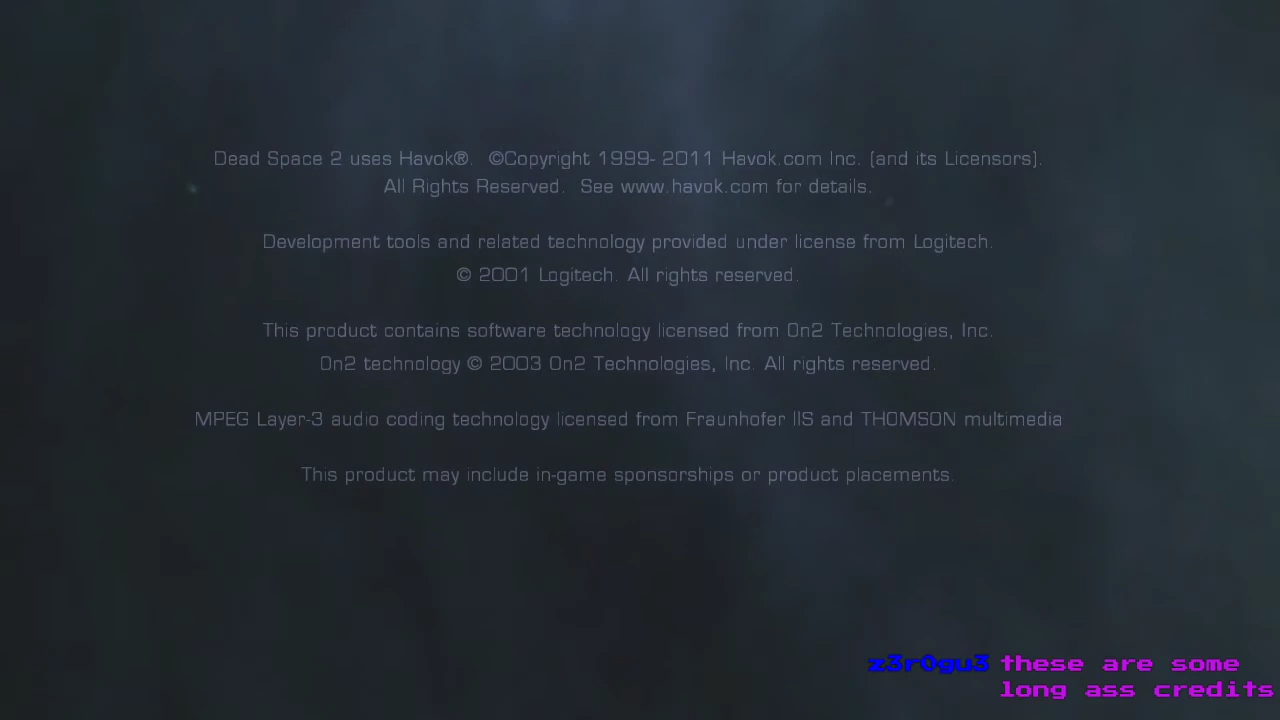 Dead Space 2 uses Havok®. ©Copyright 1999- 2011 Havok.com Inc. (and its Licensors).
All Rights Reserved. See www.havok.com for details.
Development tools and related technology provided under license from Logitech.
© 2001 Logitech. All rights reserved.
This product contains software technology licensed from On2 Technologies, Inc.
On2 technology © 2003 On2 Technologies, Inc. All rights reserved.
MPEG Layer-3 audio coding technology licensed from Fraunhofer IIS and THOMSON multimedia
This product may include in-game sponsorships or product placements.
z3r0gu3 these are some
long ass credits